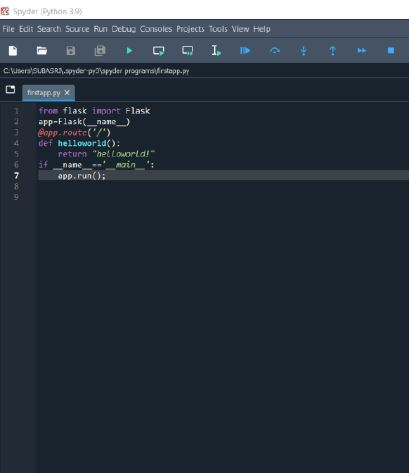 Spyder (Python 3.9)
File Edit Search Source Run Debug Consoles Projects Tools View Help
C:\Users\SUBASRI\.spyder-py3\spyder programs\firstapp.py
firstapp.py
1 from flask import Flask
2 app=Flask(__name__)
3 @app.route('/')
4 def helloworld():
5     return "helloworld!"
6 if __name__=='__main__':
7     app.run();
8
9